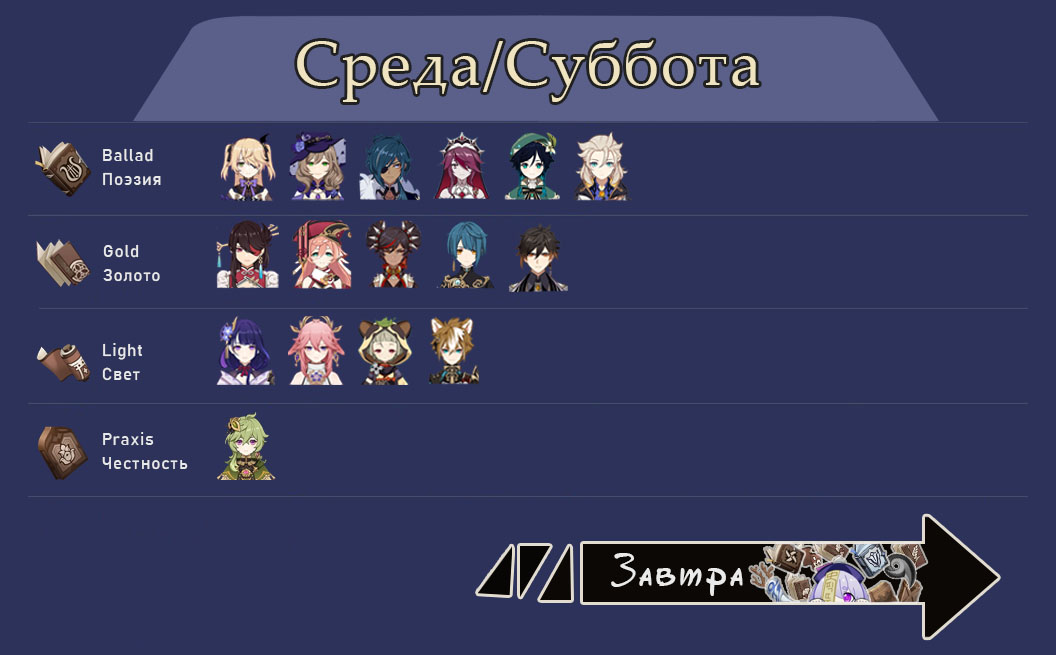 Среда/Суббота
Ballad
Поэзия
Gold
Золото
Light
Свет
Praxis
Честность
Завтра